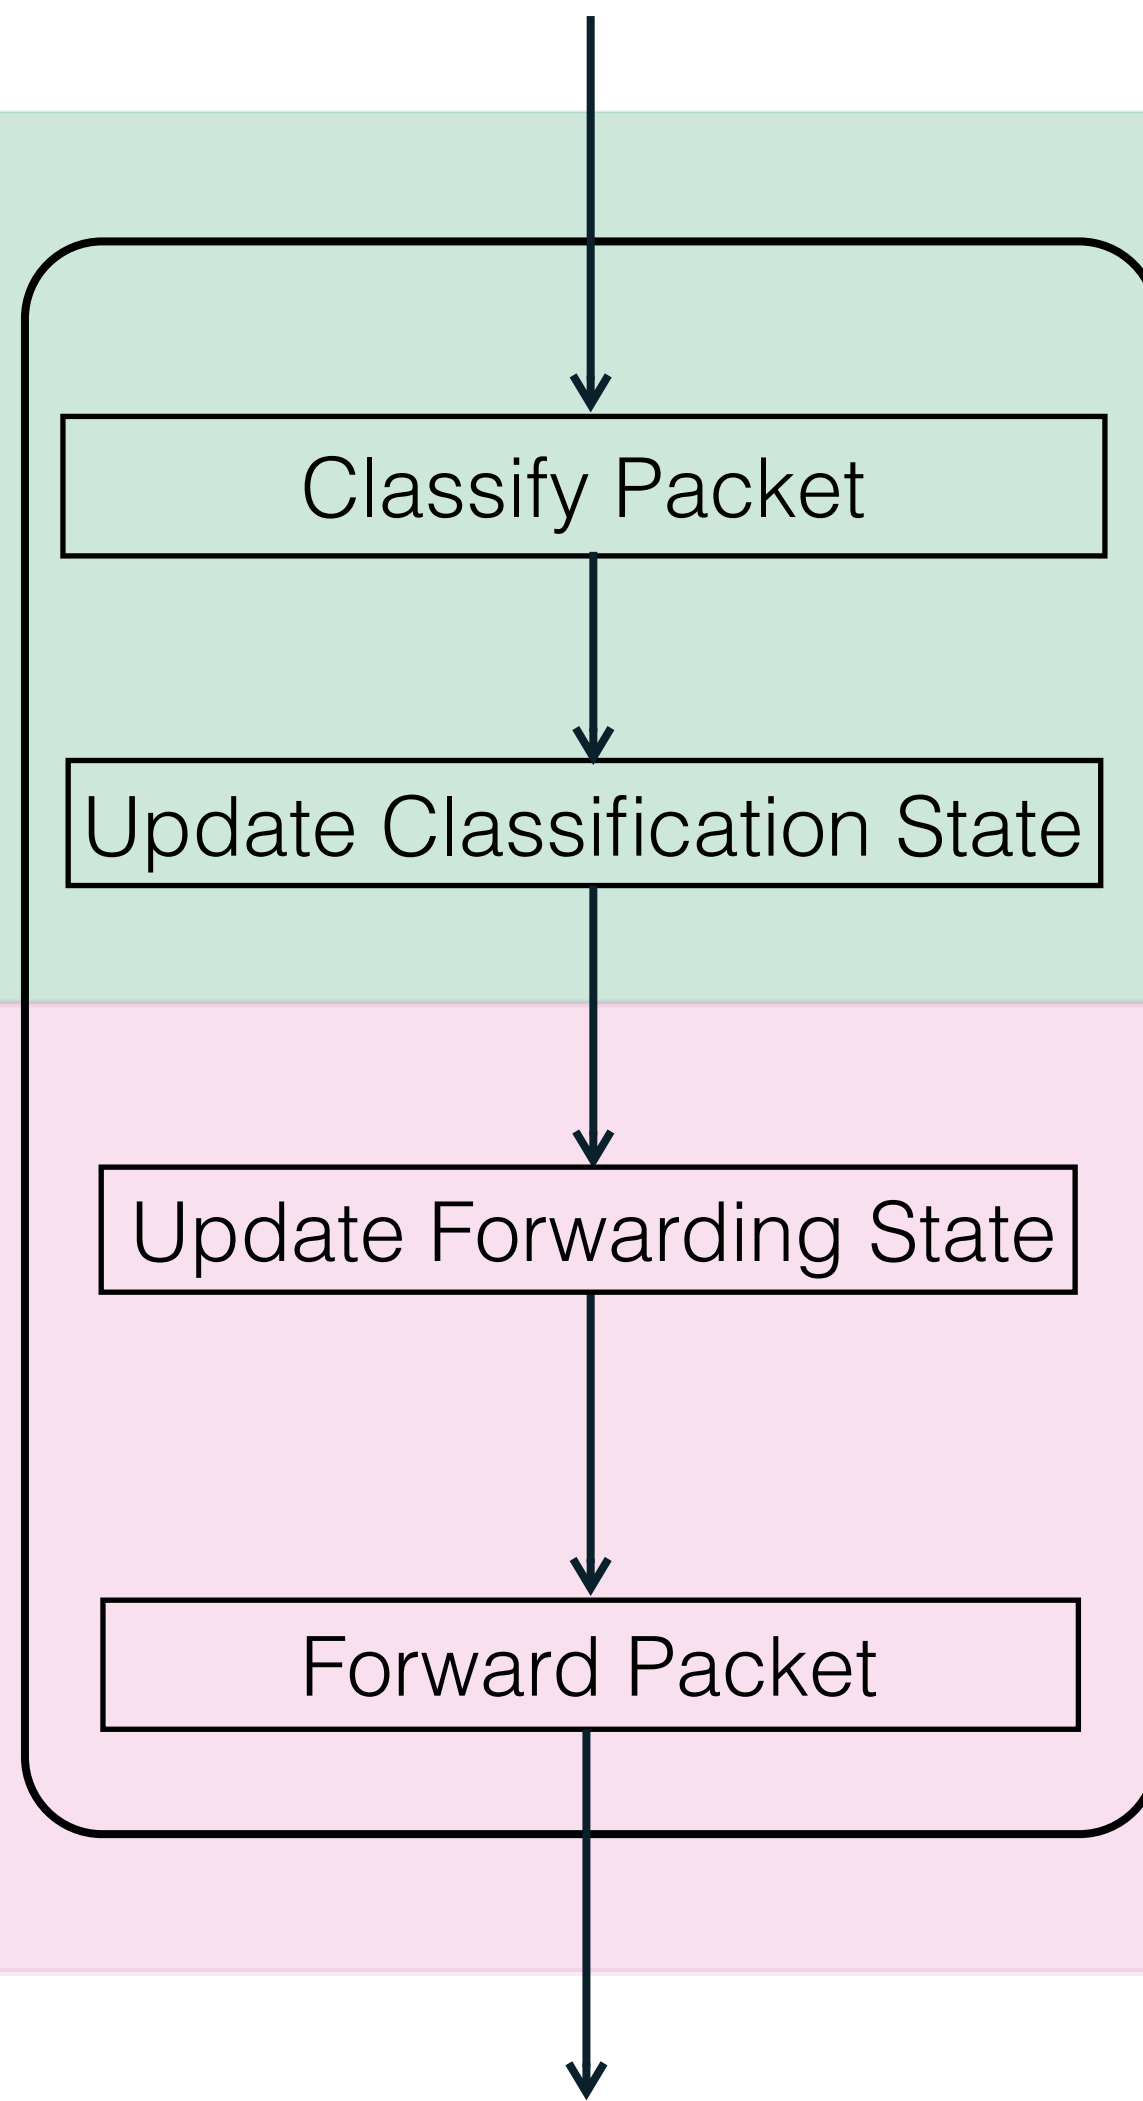 Classify Packet
Update Classification State
Update Forwarding State
Forward Packet